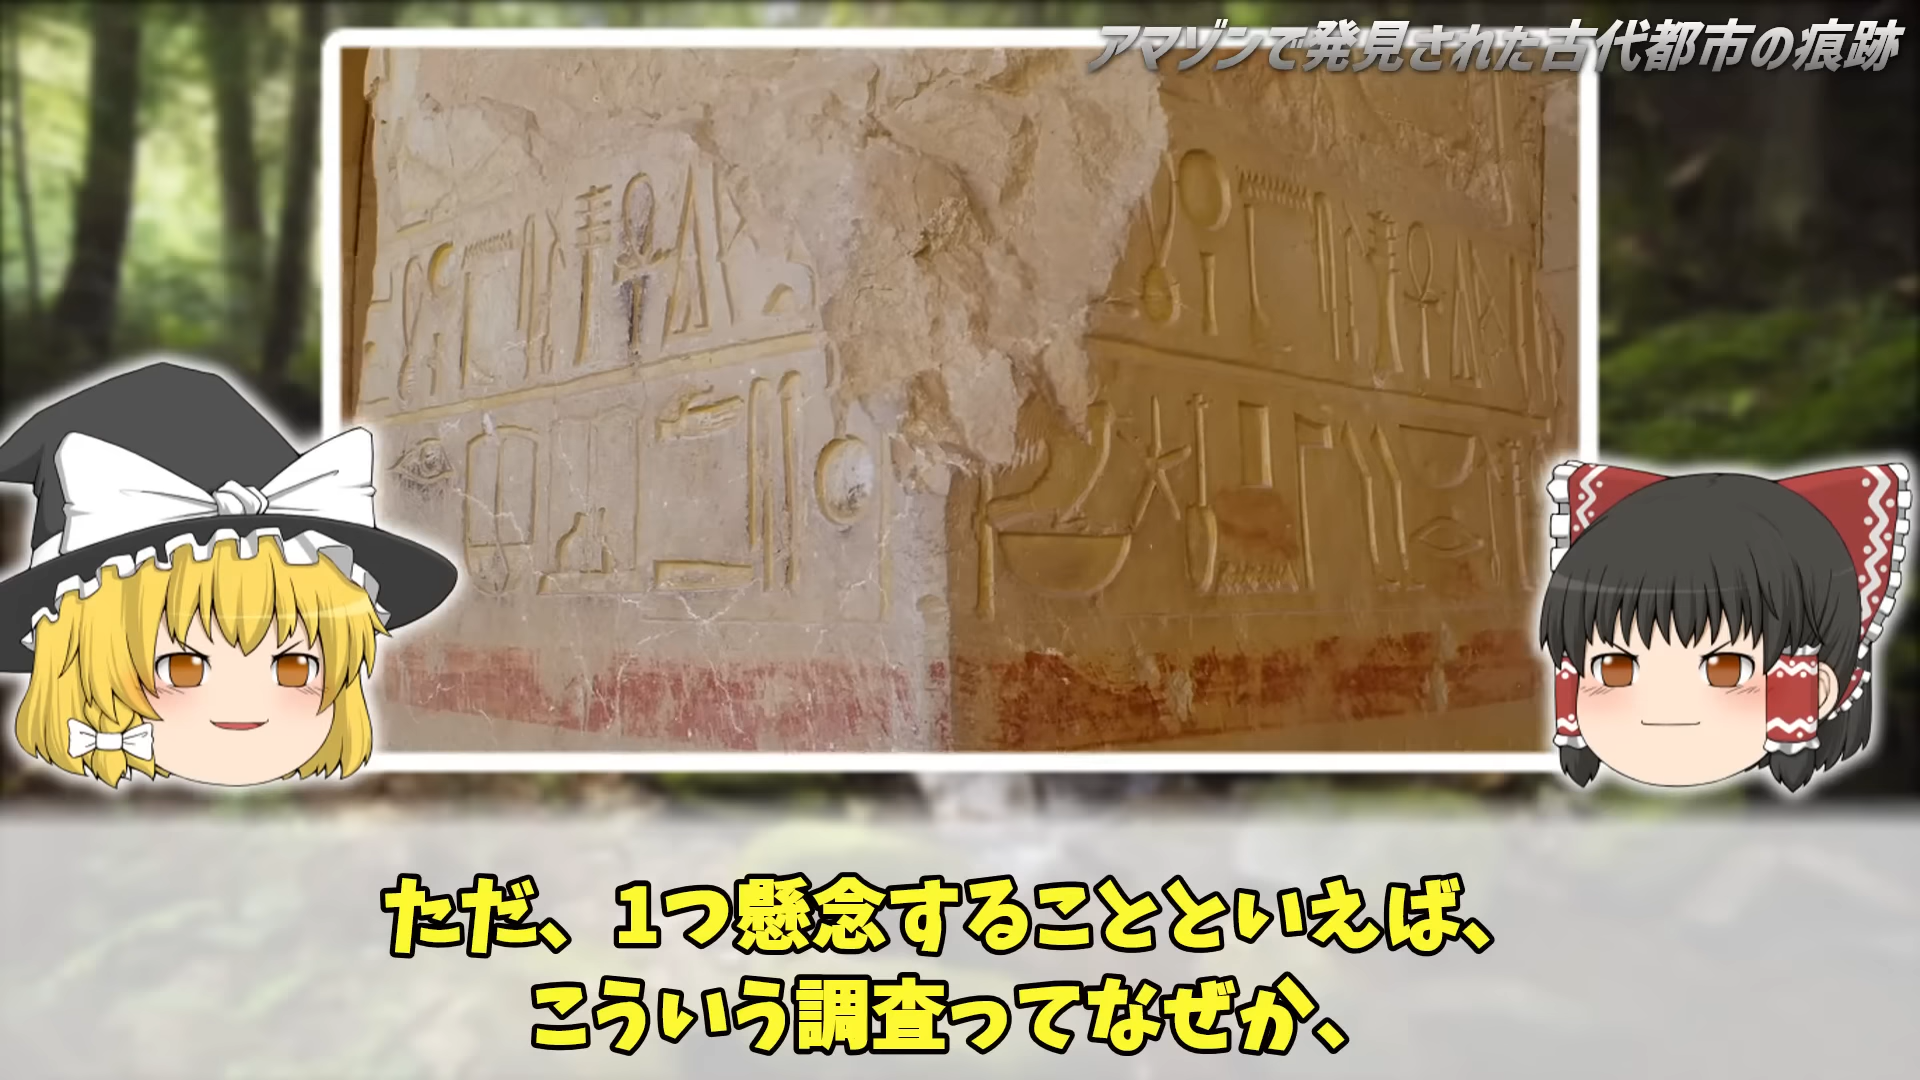 アマゾンで発見された古代都市の痕跡
ただ、1つ懸念することといえば、
こういう調査ってなぜか、